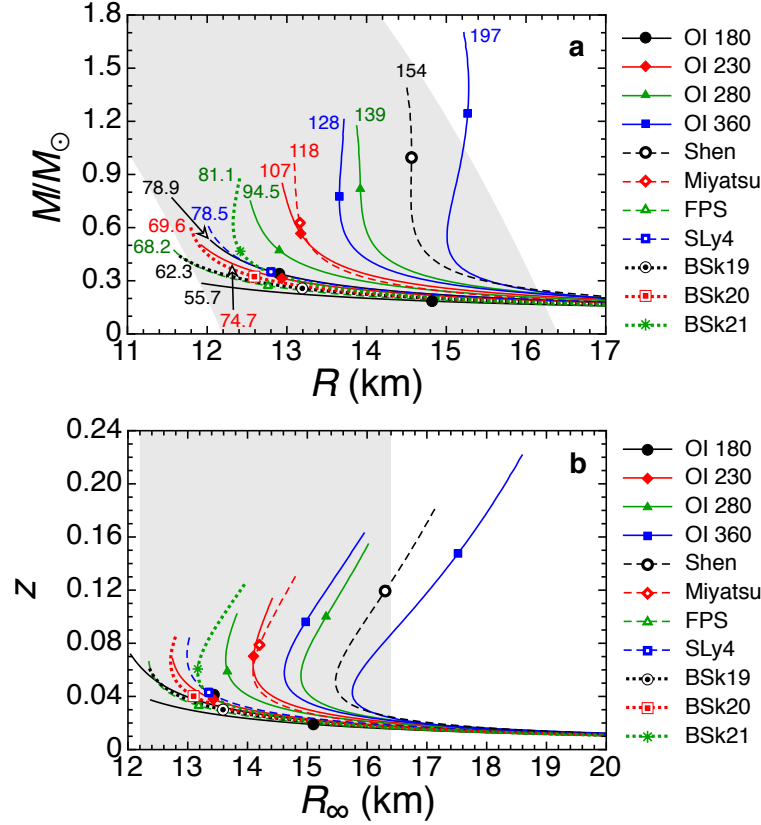 1.8
1.5
1.2
0.9
0.6
0.3
0
M/M⊙
a
197
154
139
128
118
107
94.5
81.1
78.9
78.5
69.6
68.2
62.3
55.7
74.7
11 12 13 14 15 16 17
R (km)
OI 180
OI 230
OI 280
OI 360
Shen
Miyatsu
FPS
SLy4
BSk19
BSk20
BSk21
0.24
0.20
0.16
0.12
0.08
0.04
0
z
b
12 13 14 15 16 17 18 19 20
R∞ (km)
OI 180
OI 230
OI 280
OI 360
Shen
Miyatsu
FPS
SLy4
BSk19
BSk20
BSk21